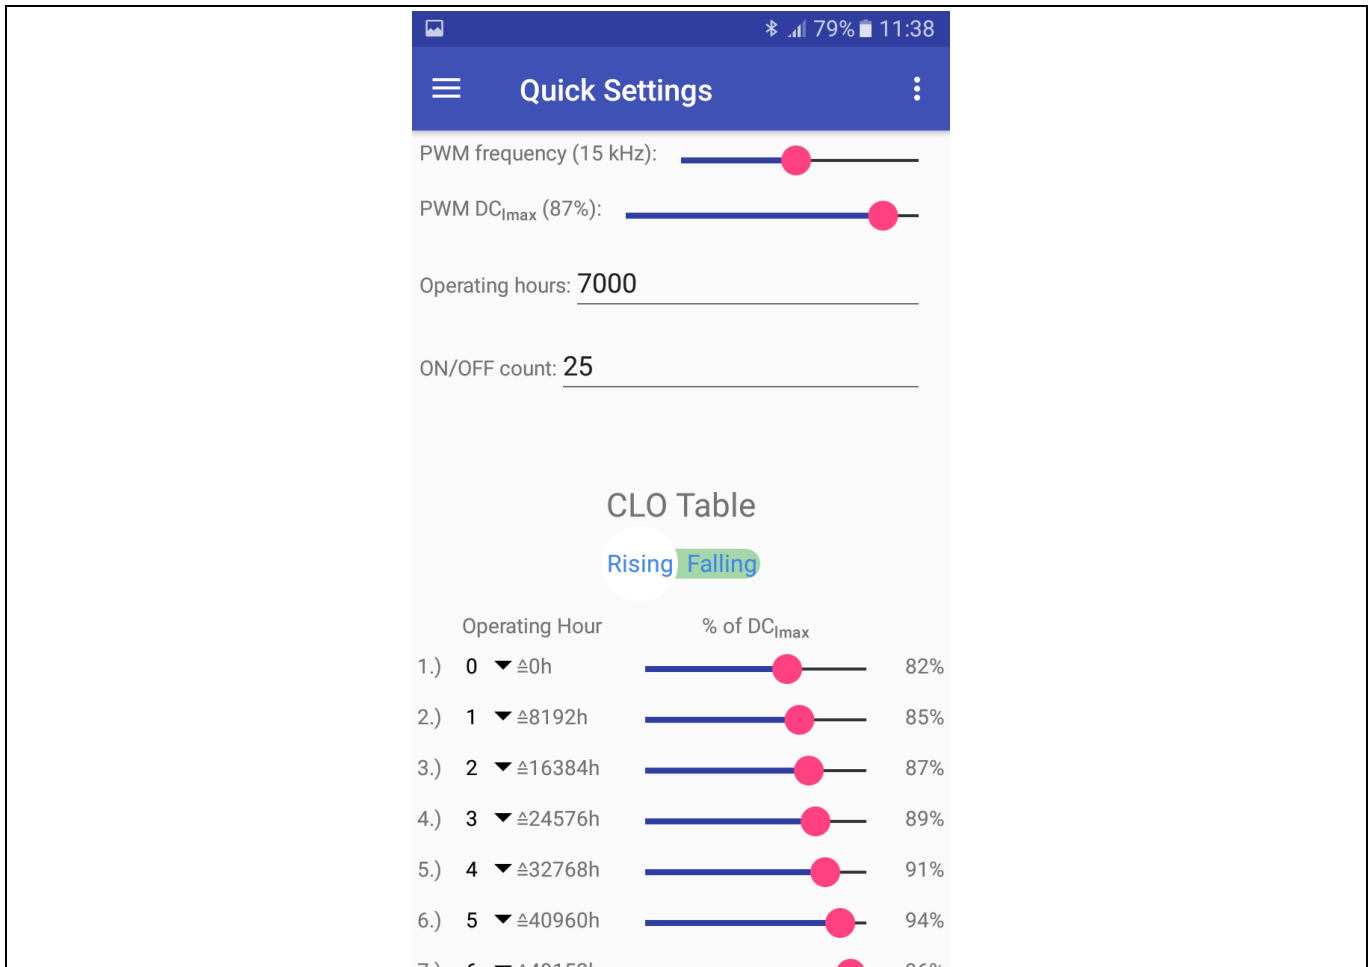 79% 11:38
Quick Settings
PWM frequency (15 kHz):
PWM DCImax (87%):
Operating hours: 7000
ON/OFF count: 25
CLO Table
Rising Falling
Operating Hour % of DCImax
1.) 0 ≙0h 82%
2.) 1 ≙8192h 85%
3.) 2 ≙16384h 87%
4.) 3 ≙24576h 89%
5.) 4 ≙32768h 91%
6.) 5 ≙40960h 94%